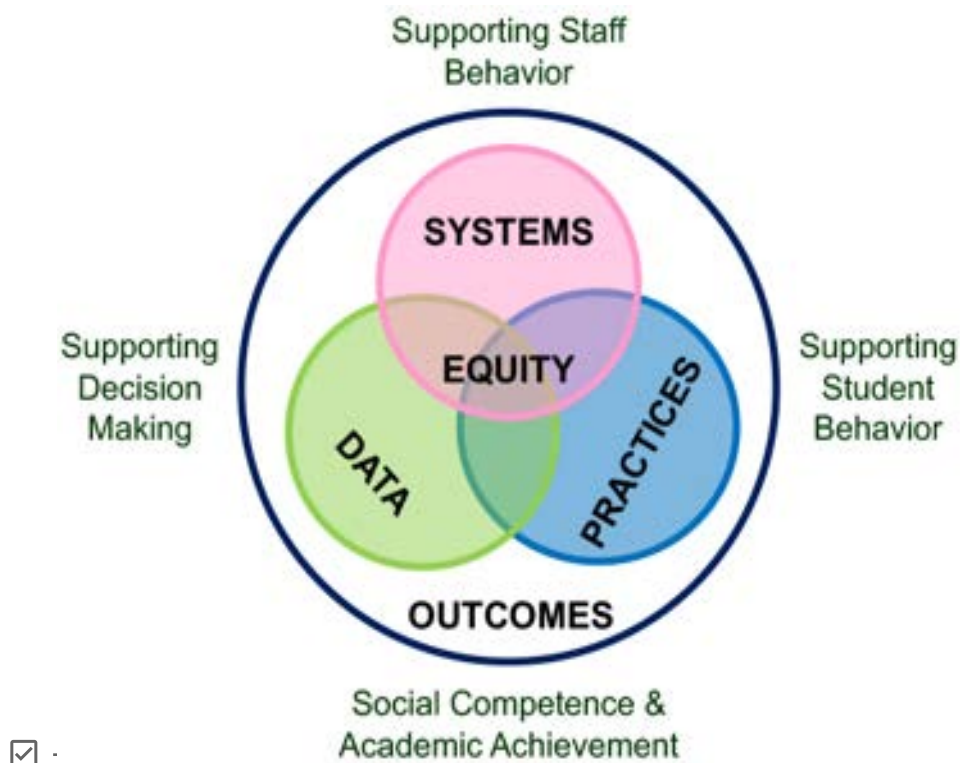 Supporting Staff
Behavior
SYSTEMS
Supporting
Decision
Making
EQUITY
Supporting
Student
Behavior
DATA
PRACTICES
OUTCOMES
Social Competence &
Academic Achievement
-